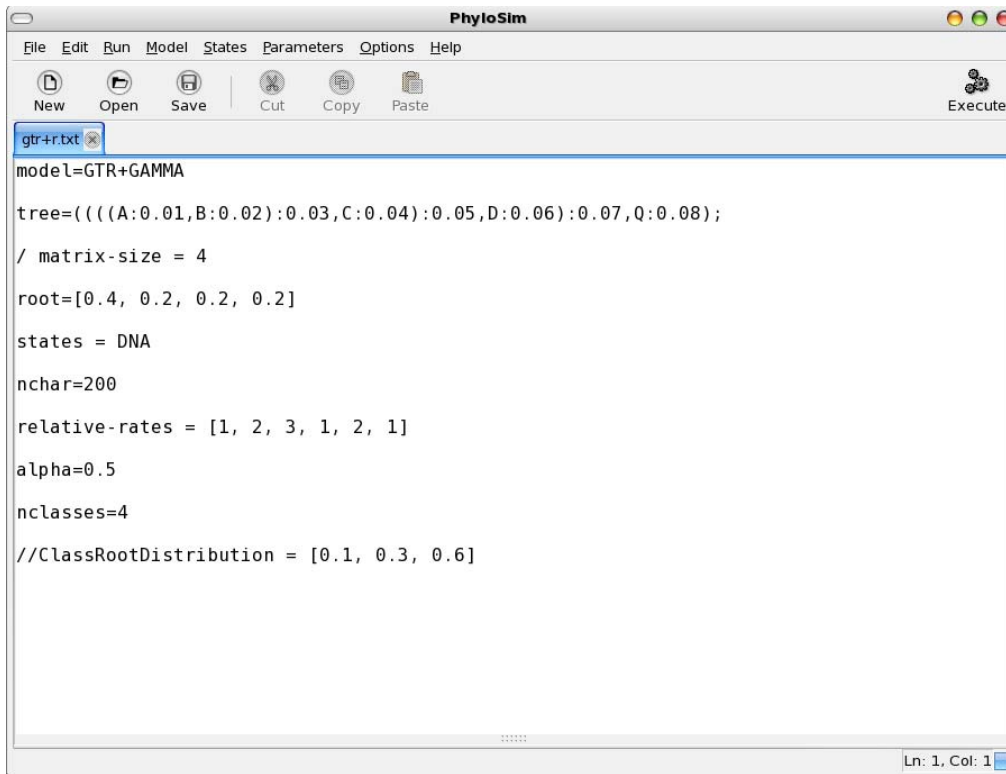 PhyloSim
File Edit Run Model States Parameters Options Help
New Open Save Cut Copy Paste Execute
gtr+r.txt
model=GTR+GAMMA
tree=((((A:0.01,B:0.02):0.03,C:0.04):0.05,D:0.06):0.07,Q:0.08);
/ matrix-size = 4
root=[0.4, 0.2, 0.2, 0.2]
states = DNA
nchar=200
relative-rates = [1, 2, 3, 1, 2, 1]
alpha=0.5
nclasses=4
//ClassRootDistribution = [0.1, 0.3, 0.6]
Ln: 1, Col: 1